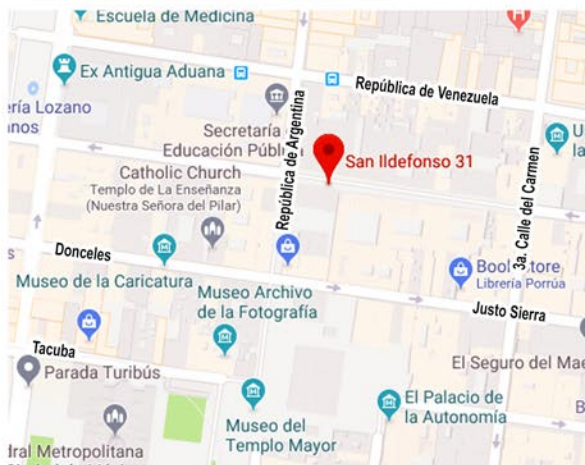 Escuela de Medicina
Ex Antigua Aduana
República de Venezuela
ería Lozano
anos
Secretaría
Educación Públi
República de Argentina
San Ildefonso 31
U
la
3a. Calle del Carmen
Catholic Church
Templo de La Enseñanza
(Nuestra Señora del Pilar)
Donceles
Museo de la Caricatura
Book Store
Librería Porrúa
Museo Archivo
de la Fotografía
Justo Sierra
Tacuba
Parada Turibús
El Seguro del Mae
El Palacio de
la Autonomía
B
Museo del
Templo Mayor
dral Metropolitana